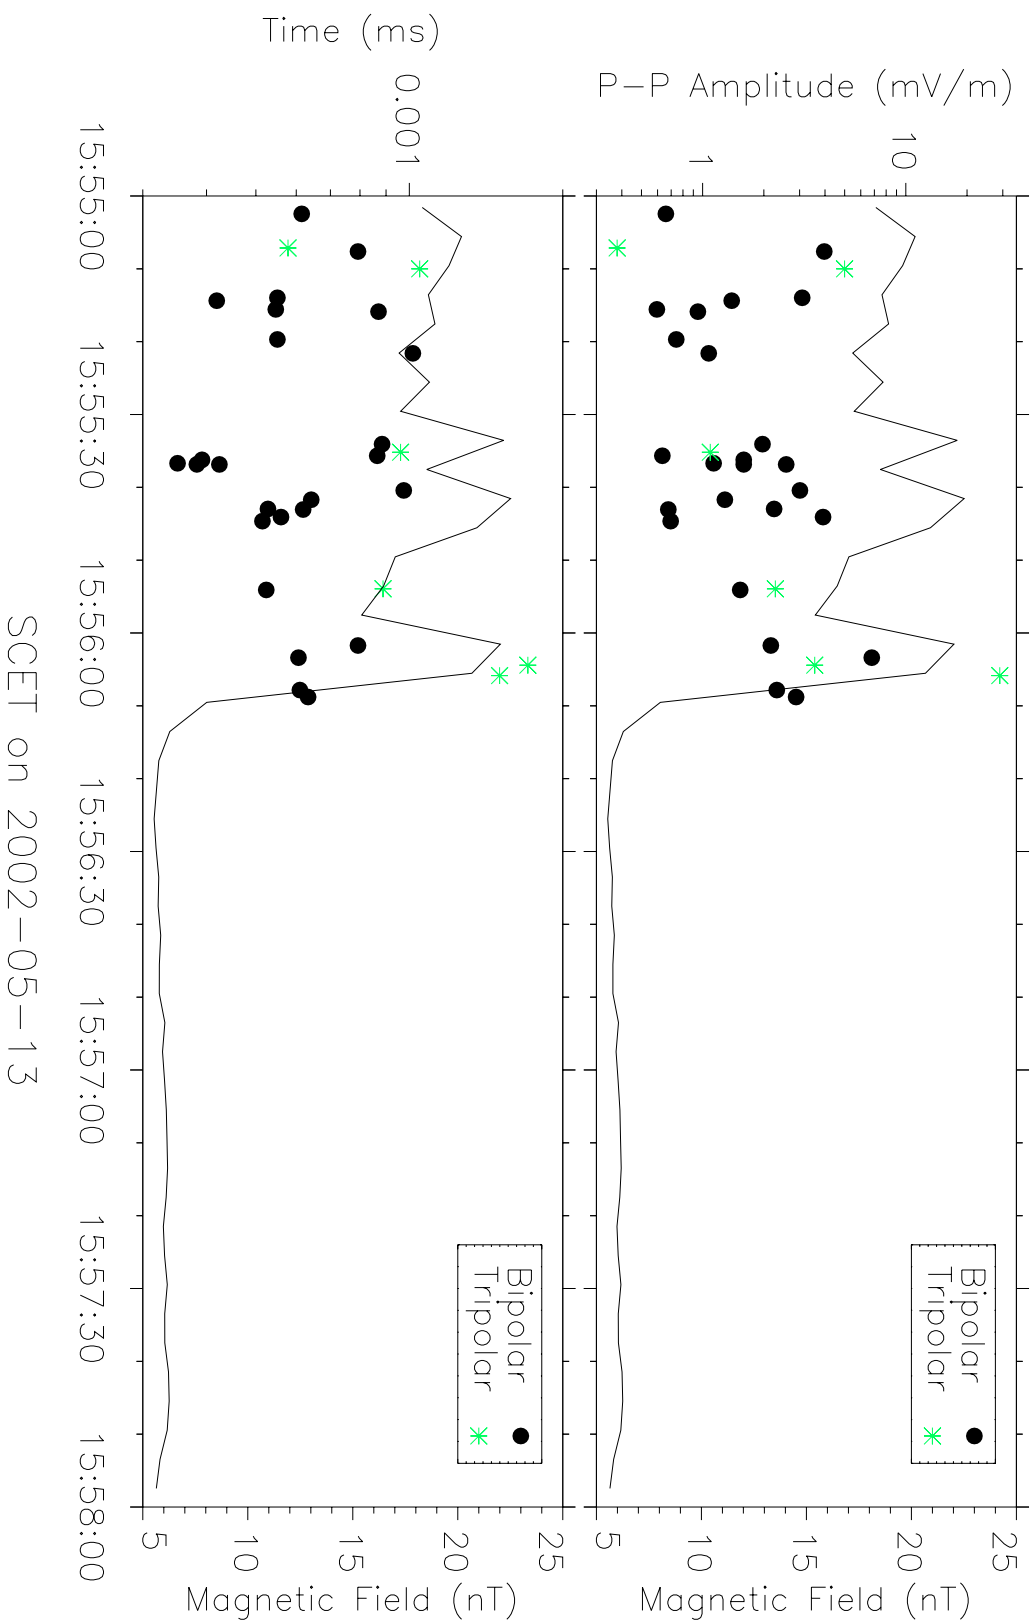 P-P Amplitude (mV/m)
10
1
Bipolar
Tripolar
25
20
15
10
5
Magnetic Field (nT)
Time (ms)
0.001
Bipolar
Tripolar
25
20
15
10
5
Magnetic Field (nT)
15:55:00
15:55:30
15:56:00
15:56:30
15:57:00
15:57:30
15:58:00
SCET on 2002-05-13